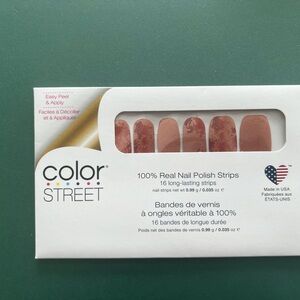 Easy Peel
& Apply
Faciles à Décoller
et à Appliquer
color
STREET
100% Real Nail Polish Strips
16 long-lasting strips
nail strips net wt 0.99 g / 0.035 oz ℮
Bandes de vernis
à ongles véritable à 100%
16 bandes de longue durée
Poids net des bandes de vernis 0.99 g / 0.035 oz ℮
Made in USA
Fabriquées aux
ÉTATS-UNIS